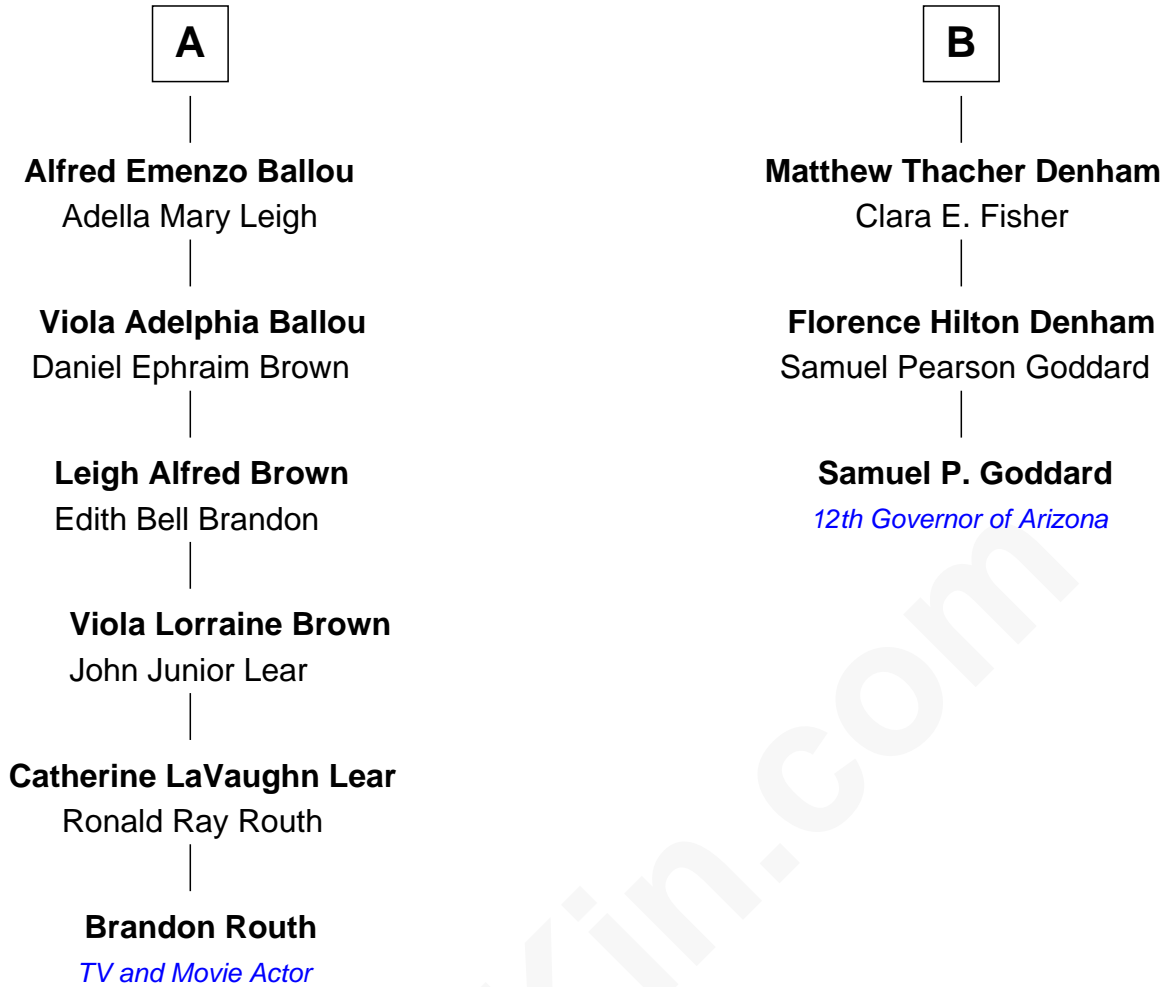 A
Alfred Emenzo Ballou
Adella Mary Leigh
Viola Adelphia Ballou
Daniel Ephraim Brown
Leigh Alfred Brown
Edith Bell Brandon
Viola Lorraine Brown
John Junior Lear
Catherine LaVaughn Lear
Ronald Ray Routh
Brandon Routh
TV and Movie Actor
B
Matthew Thacher Denham
Clara E. Fisher
Florence Hilton Denham
Samuel Pearson Goddard
Samuel P. Goddard
12th Governor of Arizona
Kin.com